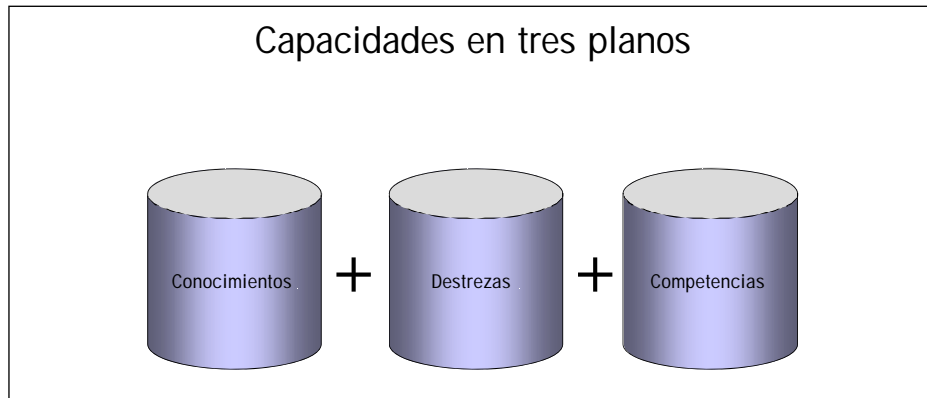 Capacidades en tres planos
Conocimientos + Destrezas + Competencias